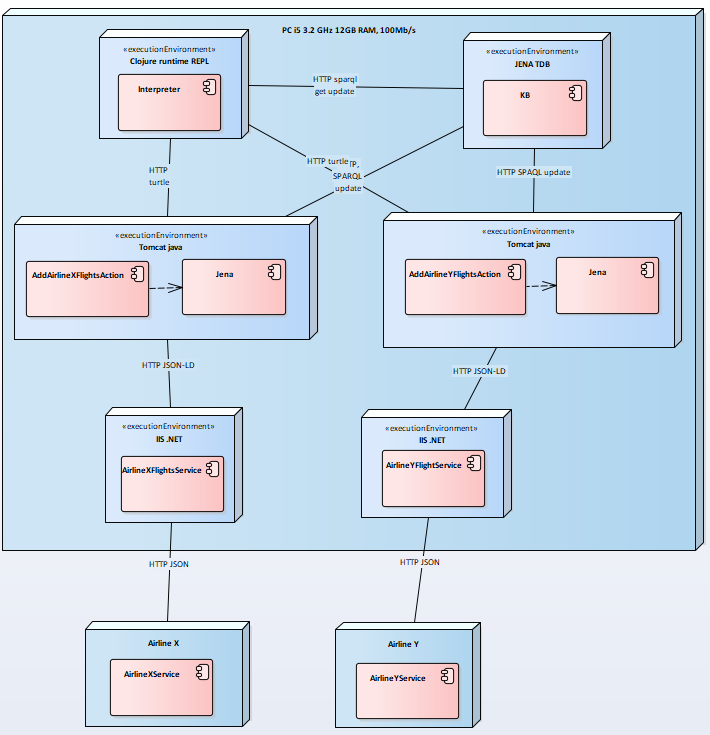 PC i5 3.2 GHz 12GB RAM, 100Mb/s
«executionEnvironment»
Clojure runtime REPL
Interpreter
«executionEnvironment»
JENA TDB
KB
HTTP sparql
get update
HTTP
turtle
HTTP turtle
TP,
SPARQL
update
HTTP SPAQL update
«executionEnvironment»
Tomcat java
AddAirlineXFlightsAction
Jena
«executionEnvironment»
Tomcat java
AddAirlineYFlightsAction
Jena
HTTP JSON-LD
HTTP JSON-LD
«executionEnvironment»
IIS .NET
AirlineXFlightsService
«executionEnvironment»
IIS .NET
AirlineYFlightService
HTTP JSON
HTTP JSON
Airline X
AirlineXService
Airline Y
AirlineYService